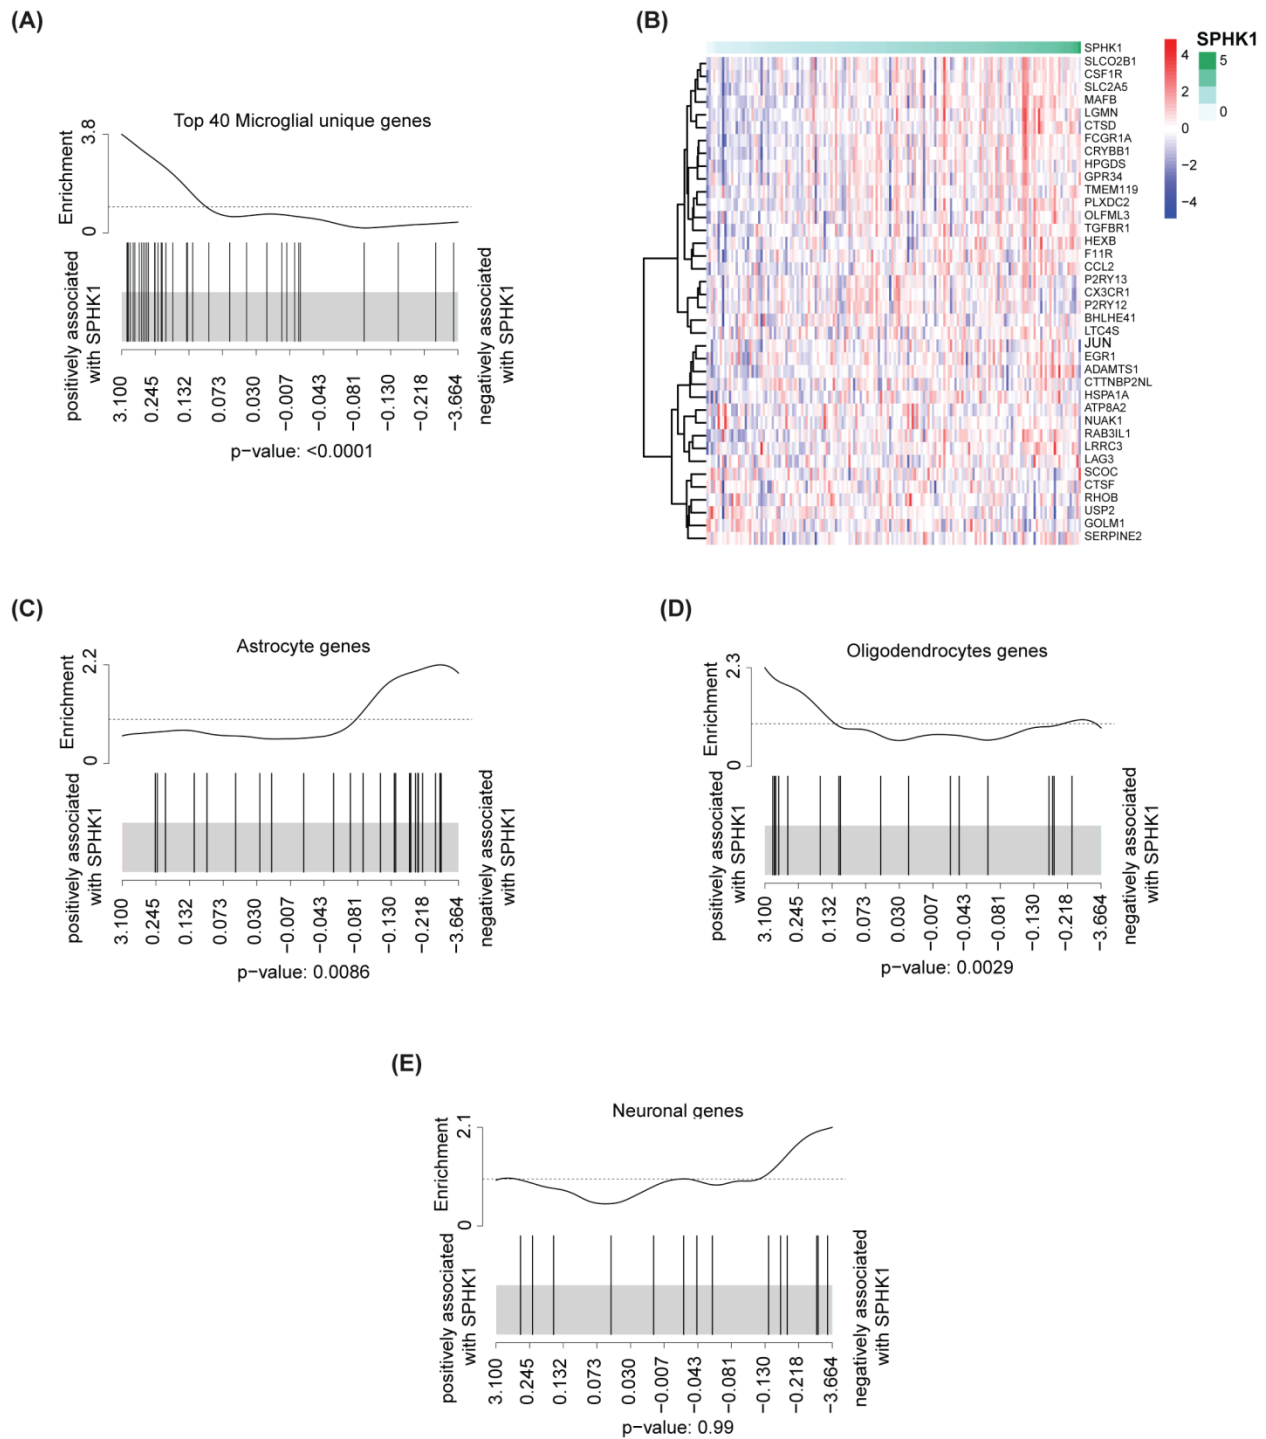 (A)
Top 40 Microglial unique genes
Enrichment
3.8
0
positively associated
with SPHK1
negatively associated
with SPHK1
3.100
0.245
0.132
0.073
0.030
−0.007
−0.043
−0.081
−0.130
−0.218
−3.664
p−value: <0.0001
(B)
SPHK1
SLCO2B1
CSF1R
SLC2A5
MAFB
LGMN
CTSD
FCGR1A
CRYBB1
HPGDS
GPR34
TMEM119
PLXDC2
OLFML3
TGFBR1
HEXB
F11R
CCL2
P2RY13
CX3CR1
P2RY12
BHLHE41
LTC4S
JUN
EGR1
ADAMTS1
CTTNBP2NL
HSPA1A
ATP8A2
NUAK1
RAB3IL1
LRRC3
LAG3
SCOC
CTSF
RHOB
USP2
GOLM1
SERPINE2
4
2
0
−2
−4
SPHK1
5
0
(C)
Astrocyte genes
Enrichment
2.2
0
positively associated
with SPHK1
negatively associated
with SPHK1
3.100
0.245
0.132
0.073
0.030
−0.007
−0.043
−0.081
−0.130
−0.218
−3.664
p−value: 0.0086
(D)
Oligodendrocytes genes
Enrichment
2.3
0
positively associated
with SPHK1
negatively associated
with SPHK1
3.100
0.245
0.132
0.073
0.030
−0.007
−0.043
−0.081
−0.130
−0.218
−3.664
p−value: 0.0029
(E)
Neuronal genes
Enrichment
2.1
0
positively associated
with SPHK1
negatively associated
with SPHK1
3.100
0.245
0.132
0.073
0.030
−0.007
−0.043
−0.081
−0.130
−0.218
−3.664
p−value: 0.99